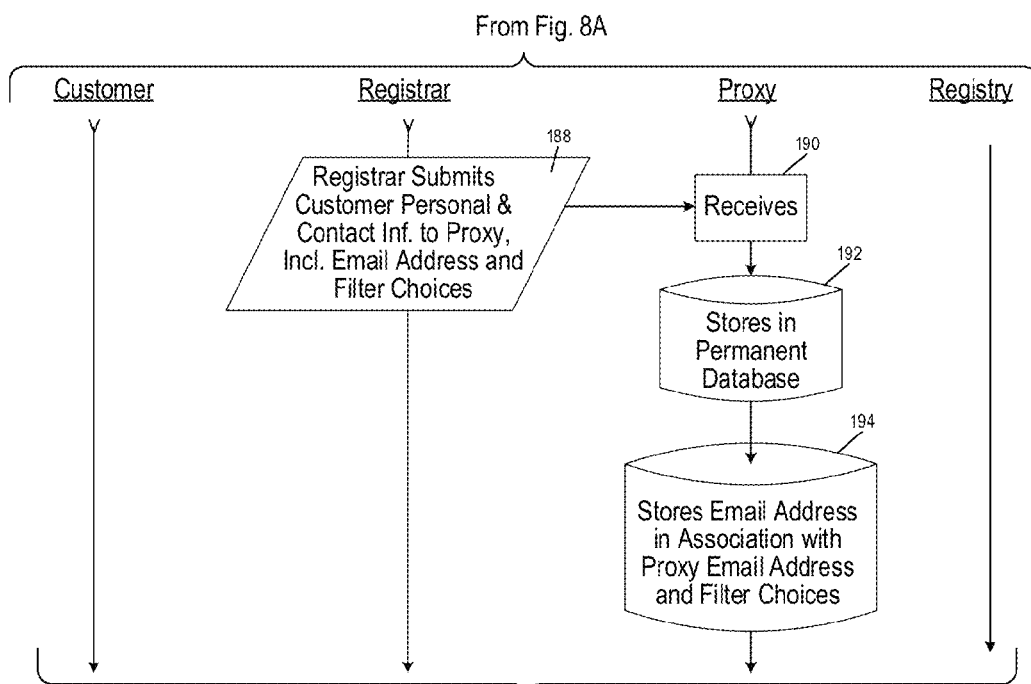 From Fig. 8A
Customer
Registrar
Proxy
Registry
188
Registrar Submits
Customer Personal &
Contact Inf. to Proxy,
Incl. Email Address and
Filter Choices
190
Receives
192
Stores in
Permanent
Database
194
Stores Email Address
in Association with
Proxy Email Address
and Filter Choices